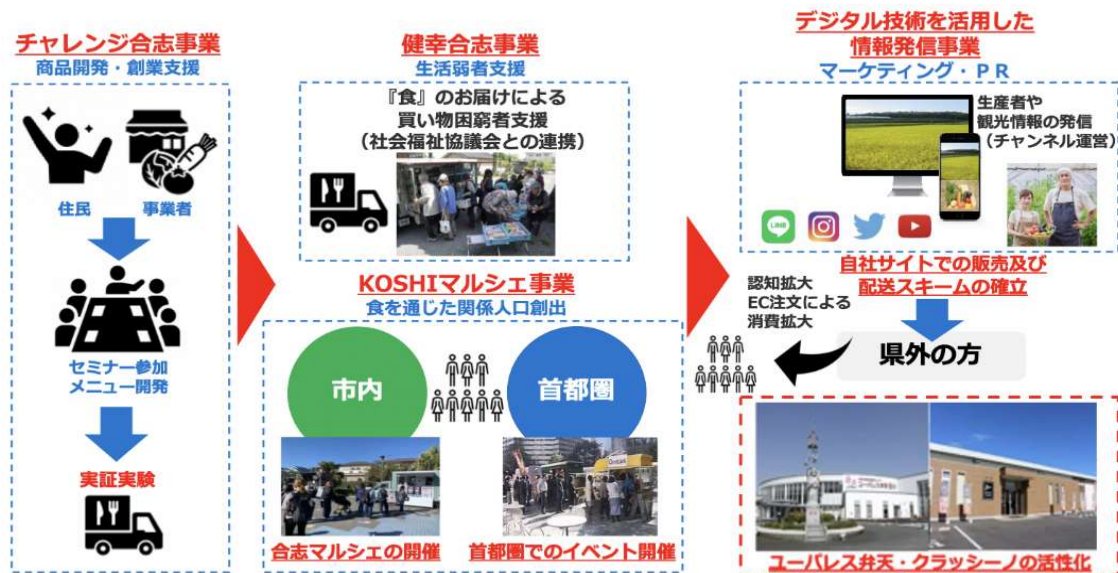 チャレンジ合志事業
商品開発・創業支援
住民
事業者
セミナー参加
メニュー開発
実証実験
健幸合志事業
生活弱者支援
『食』のお届けによる
買い物困窮者支援
（社会福祉協議会との連携）
KOSHIマルシェ事業
食を通じた関係人口創出
市内
首都圏
合志マルシェの開催
首都圏でのイベント開催
デジタル技術を活用した
情報発信事業
マーケティング・ＰＲ
生産者や
観光情報の発信
（チャンネル運営）
LINE
自社サイトでの販売及び
配送スキームの確立
認知拡大
EC注文による
消費拡大
県外の方
ユーパレス弁天・クラッシーノの活性化